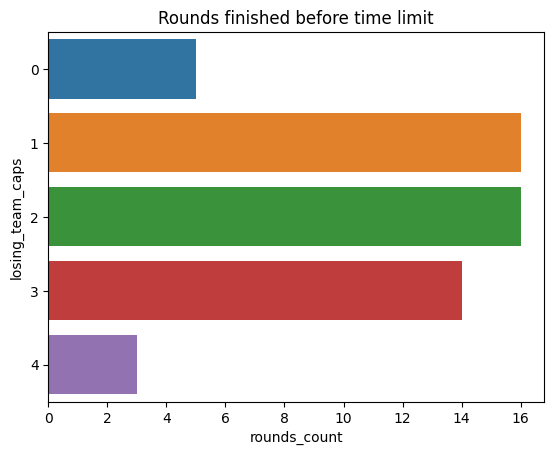 Rounds finished before time limit
losing_team_caps
0
1
2
3
4
0 2 4 6 8 10 12 14 16
rounds_count